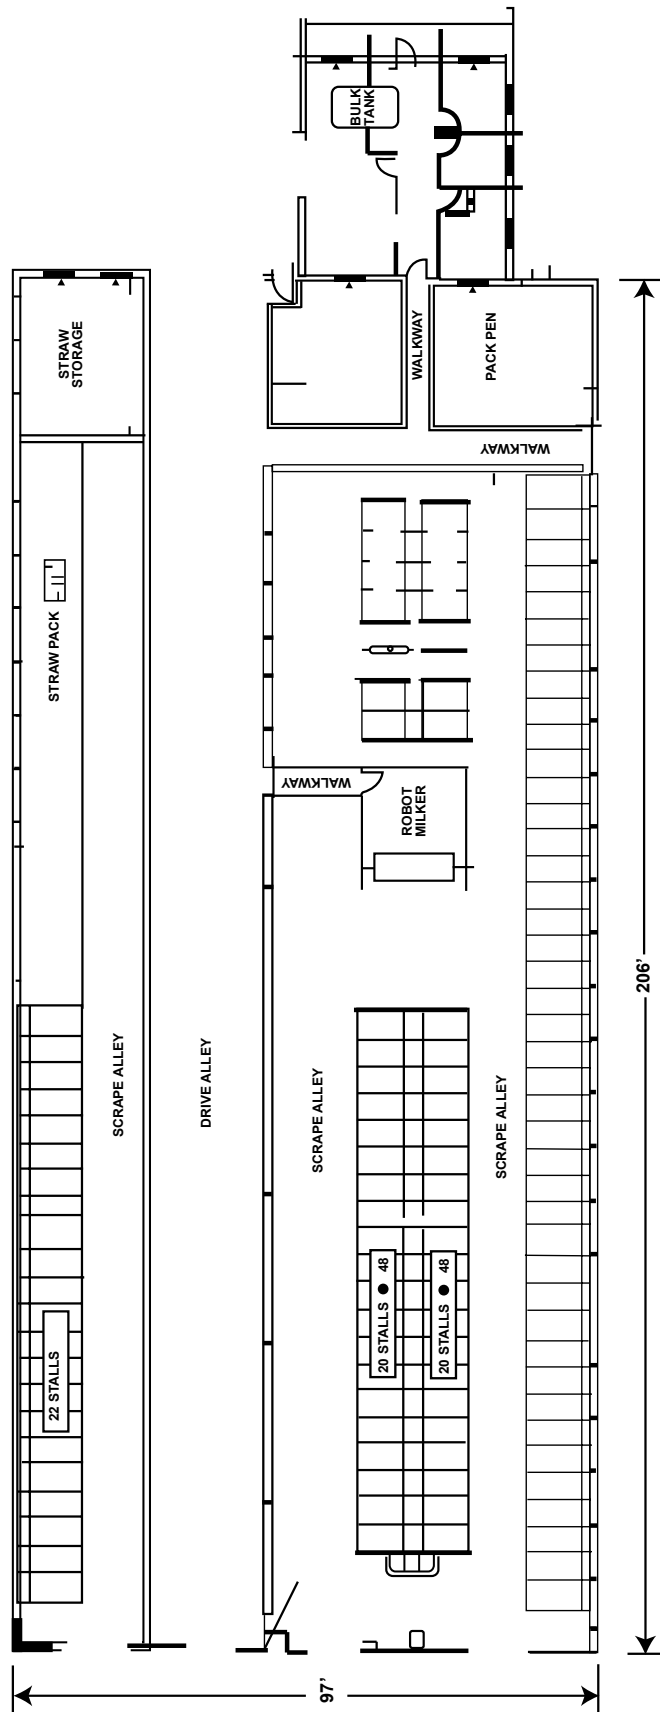 BULK
TANK
STRAW
STORAGE
WALKWAY
PACK PEN
WALKWAY
STRAW PACK
WALKWAY
ROBOT
MILKER
206'
SCRAPE ALLEY
DRIVE ALLEY
SCRAPE ALLEY
SCRAPE ALLEY
22 STALLS
20 STALLS ● 48
20 STALLS ● 48
97'